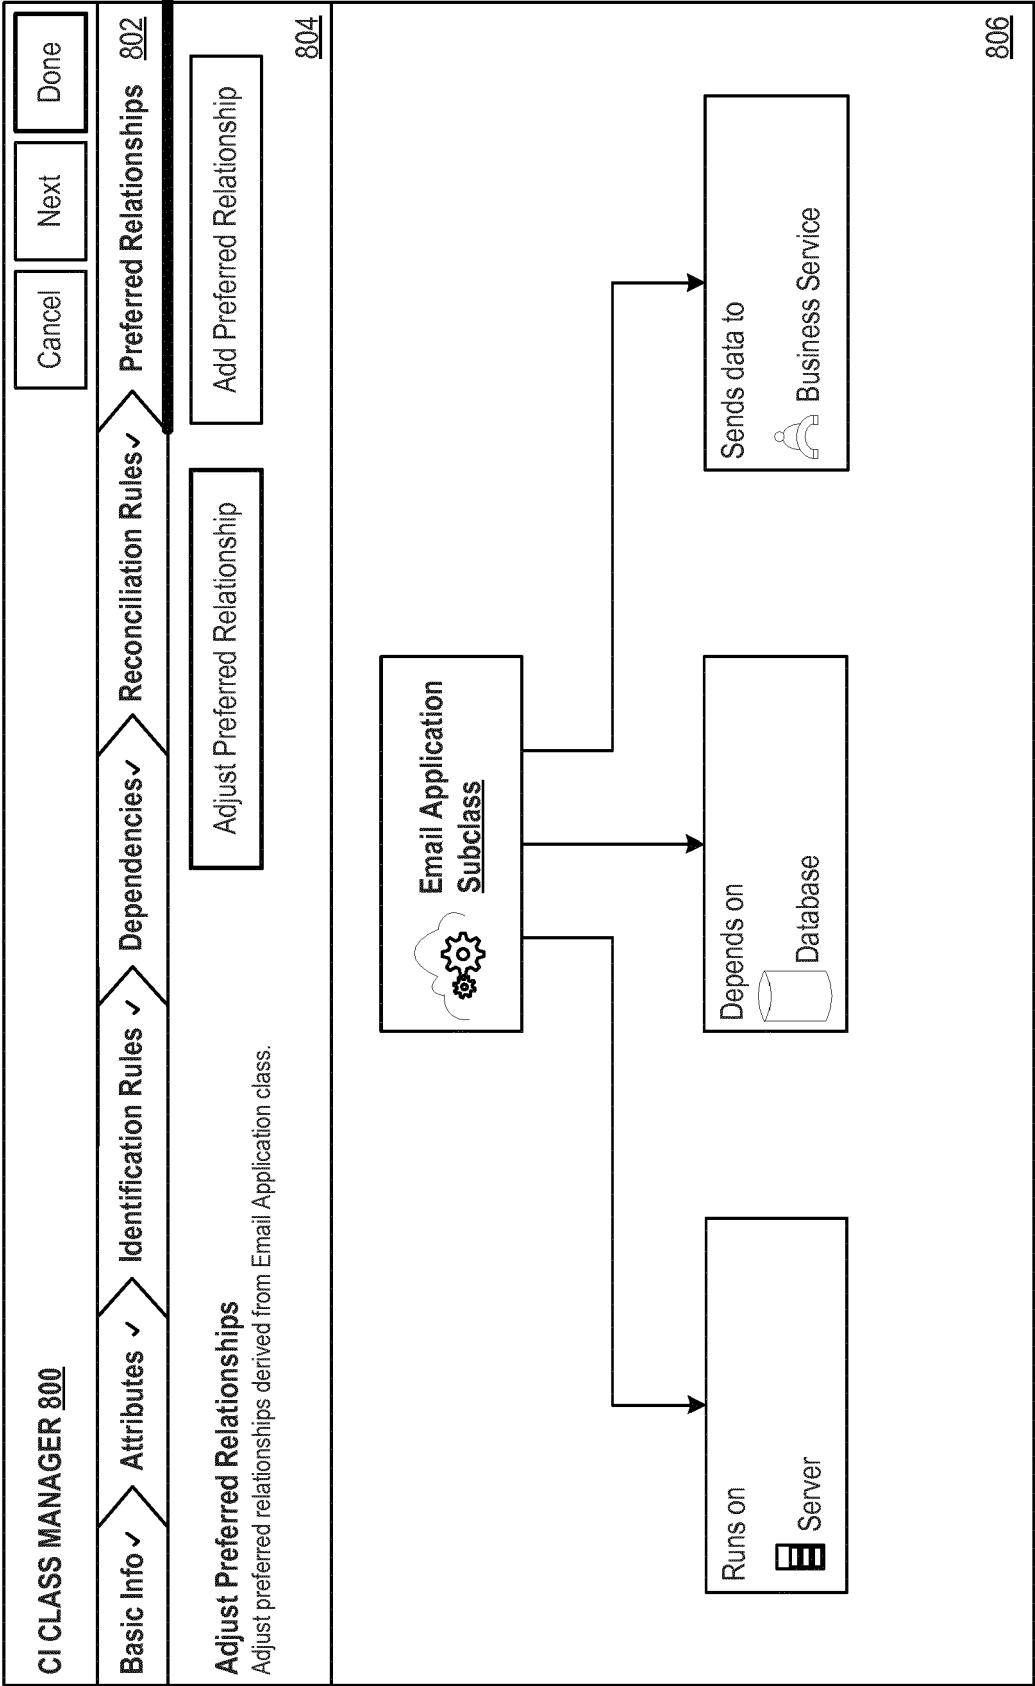 CI CLASS MANAGER 800
Cancel
Next
Done
Basic Info✓
Attributes ✓
Identification Rules ✓
Dependencies✓
Reconciliation Rules✓
Preferred Relationships
802
Adjust Preferred Relationships
Adjust preferred relationships derived from Email Application class.
Adjust Preferred Relationship
Add Preferred Relationship
804
Email Application
Subclass
Runs on
Server
Depends on
Database
Sends data to
Business Service
806